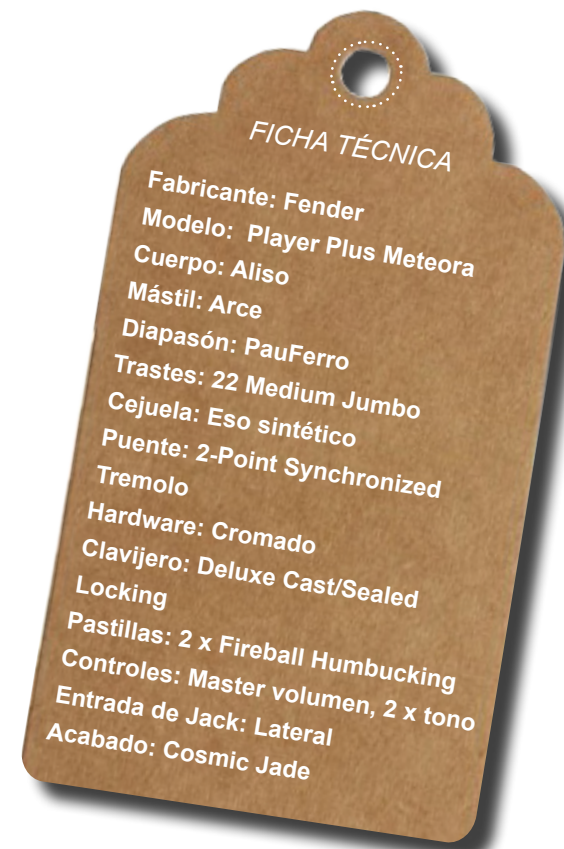 FICHA TÉCNICA
Fabricante: Fender
Modelo:  Player Plus Meteora
Cuerpo: Aliso
Mástil: Arce
Diapasón: PauFerro
Trastes: 22 Medium Jumbo
Cejuela: Eso sintético
Puente: 2-Point Synchronized
Tremolo
Hardware: Cromado
Clavijero: Deluxe Cast/Sealed
Locking
Pastillas: 2 x Fireball Humbucking
Controles: Master volumen, 2 x tono
Entrada de Jack: Lateral
Acabado: Cosmic Jade